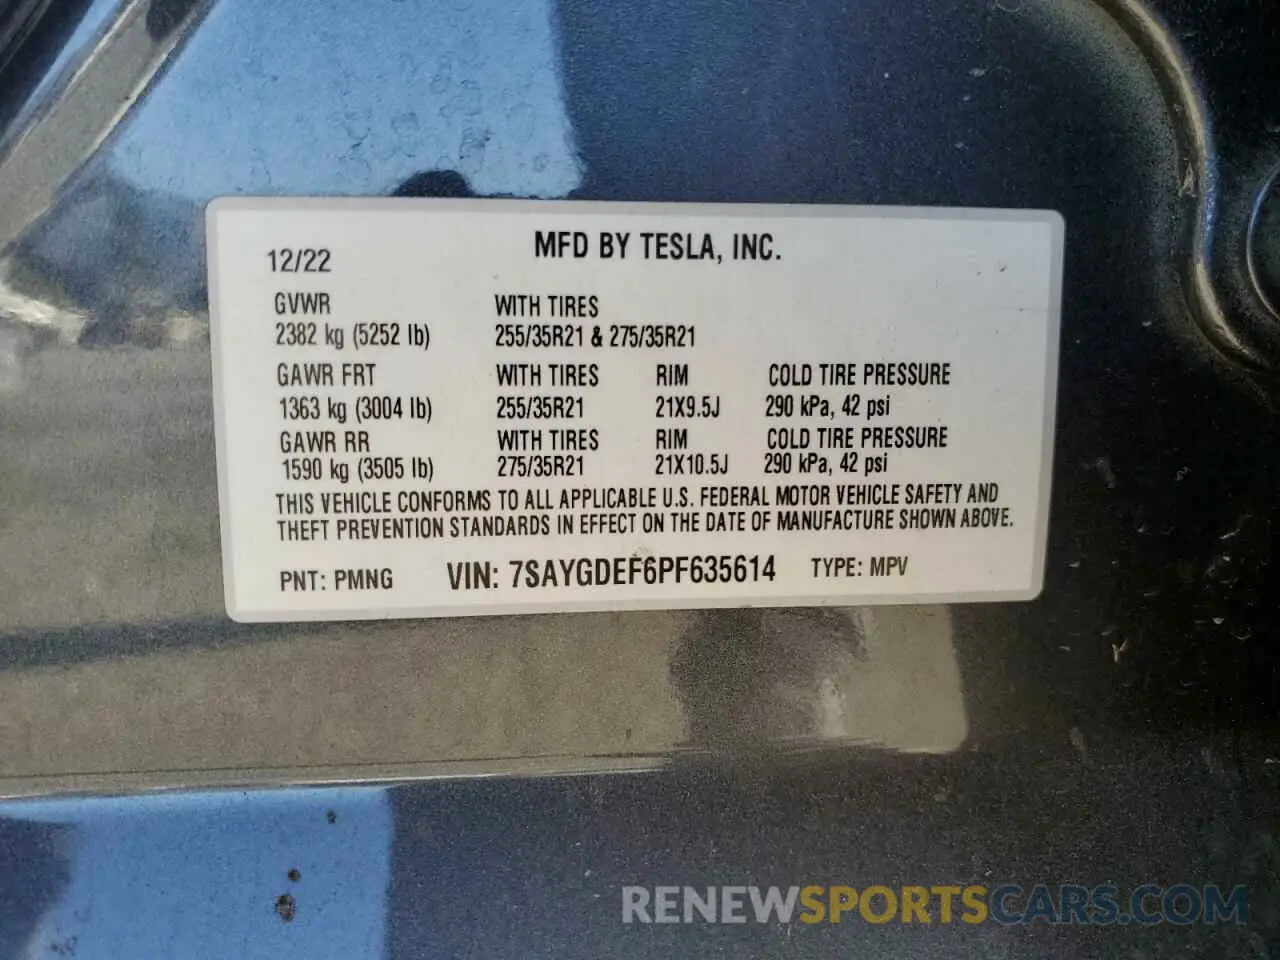 MFD BY TESLA, INC.
12/22
GVWR WITH TIRES
2382 kg (5252 lb) 255/35R21 & 275/35R21
GAWR FRT WITH TIRES RIM COLD TIRE PRESSURE
1363 kg (3004 lb) 255/35R21 21X9.5J 290 kPa, 42 psi
GAWR RR WITH TIRES RIM COLD TIRE PRESSURE
1590 kg (3505 lb) 275/35R21 21X10.5J 290 kPa, 42 psi
THIS VEHICLE CONFORMS TO ALL APPLICABLE U.S. FEDERAL MOTOR VEHICLE SAFETY AND
THEFT PREVENTION STANDARDS IN EFFECT ON THE DATE OF MANUFACTURE SHOWN ABOVE.
PNT: PMNG VIN: 7SAYGDEF6PF635614 TYPE: MPV
RENEWSPORTSCARS.COM